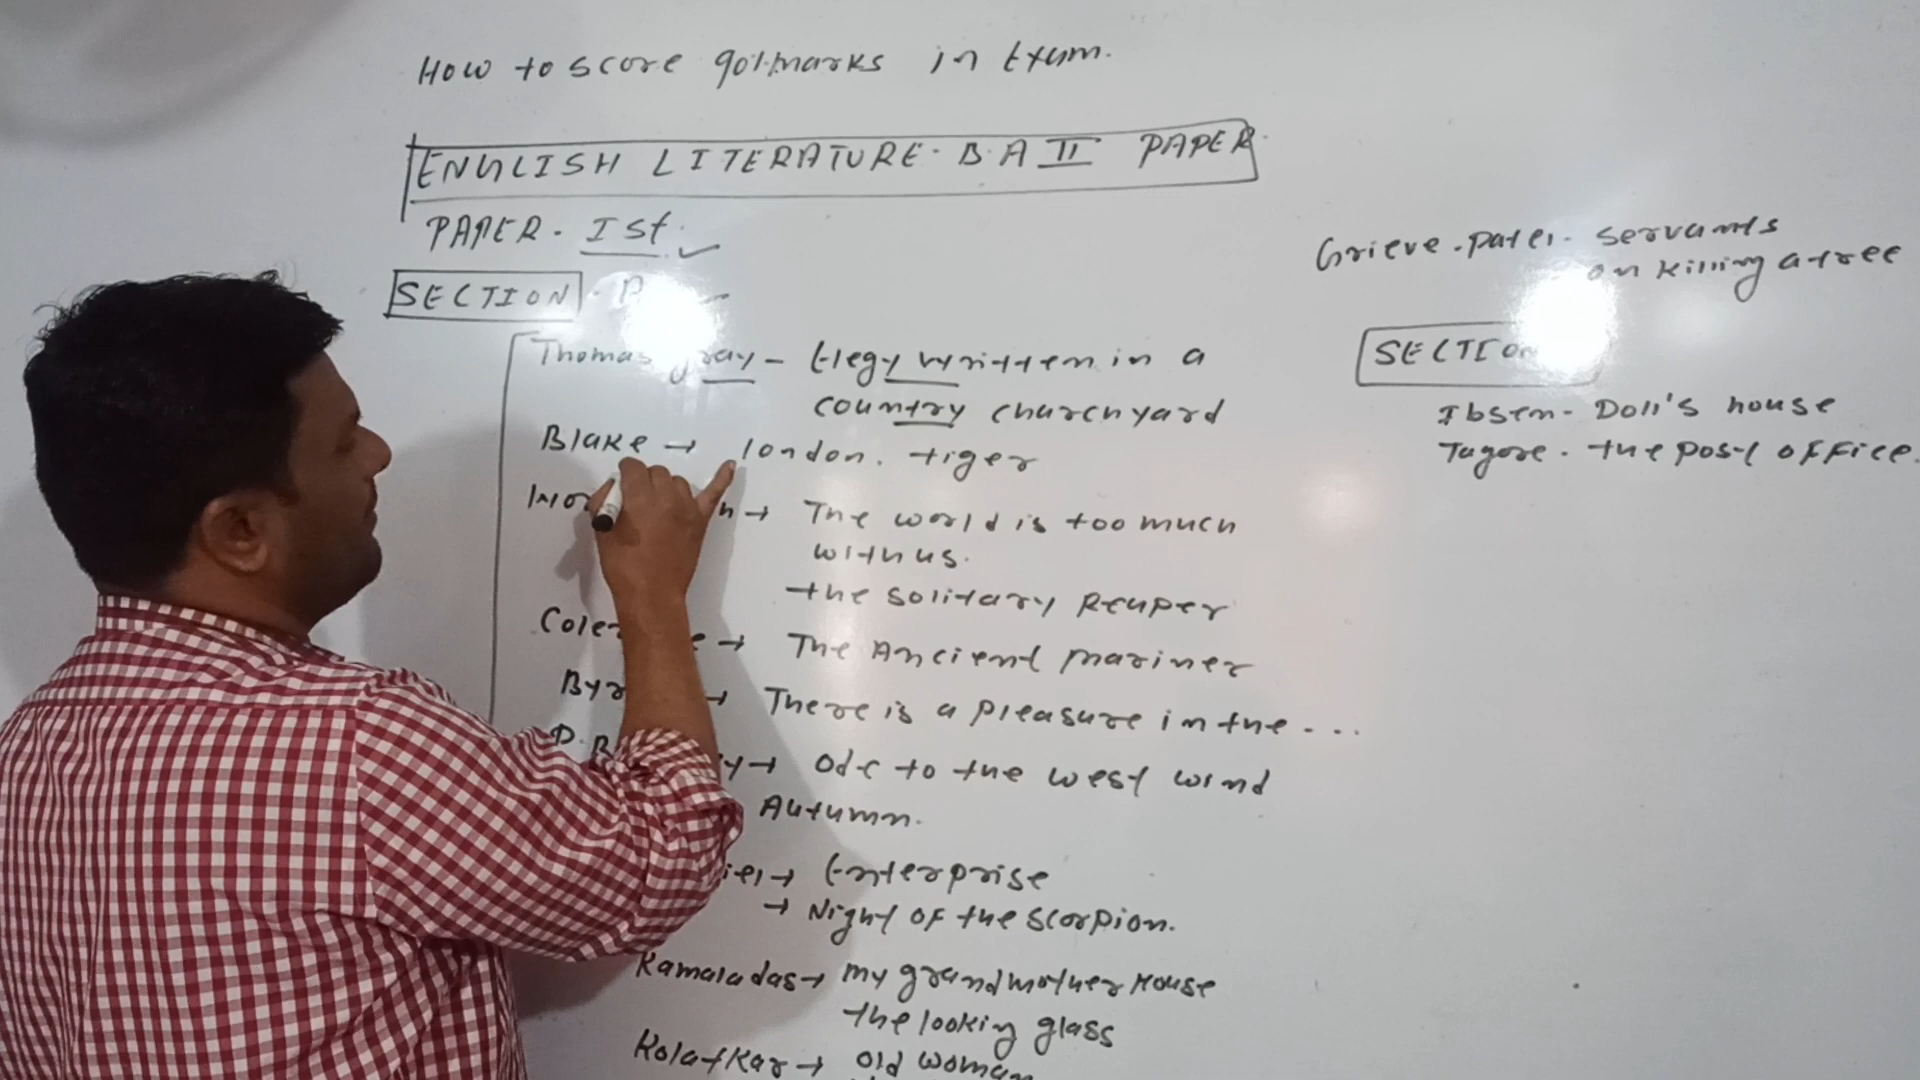 How to score 90% marks in Exam.
ENGLISH LITERATURE. B.A II PAPER.
PAPER. Ist.
SECTION.
Thomas gray - Elegy written in a
country churchyard
Blake → london. tiger
→ The world is too much
with us.
the solitary Reaper
→ The Ancient mariner
→ There is a pleasure in the ...
→ Ode to the west wind
Autumn.
→ Enterprise
→ Night of the scorpion.
Kamaladas → my grandmother House
the looking glass
Kolatkar → old woman
Grieve. patel. servants
on killing a tree
SECTION
Ibsen - Doll's house
Tagore. the post office.